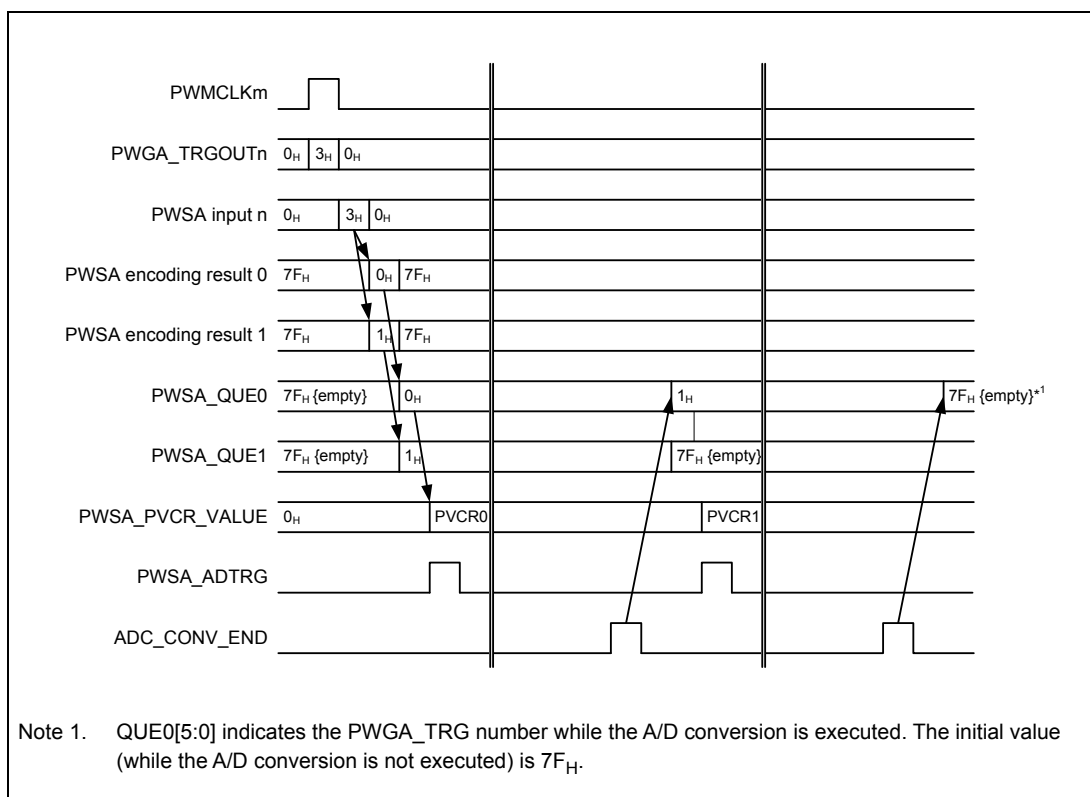 PWMCLKm
PWGA_TRGOUTn 0H 3H 0H
PWSA input n 0H 3H 0H
PWSA encoding result 0 7FH 0H 7FH
PWSA encoding result 1 7FH 1H 7FH
PWSA_QUE0 7FH {empty} 0H 1H 7FH {empty}*1
PWSA_QUE1 7FH {empty} 1H 7FH {empty}
PWSA_PVCR_VALUE 0H PVCR0 PVCR1
PWSA_ADTRG
ADC_CONV_END
Note 1. QUE0[5:0] indicates the PWGA_TRG number while the A/D conversion is executed. The initial value
(while the A/D conversion is not executed) is 7FH.